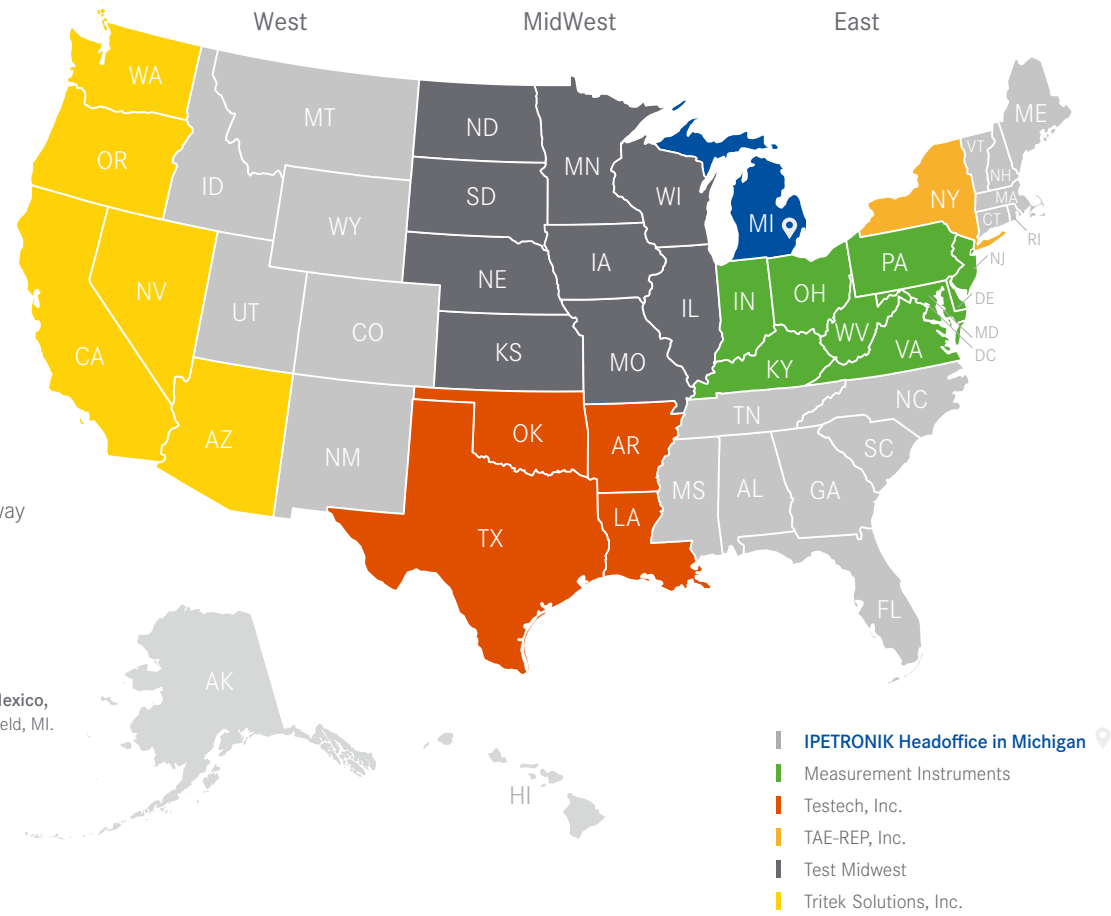 West
MidWest
East
WA
MT
ND
MN
ME
VT
NH
OR
ID
SD
WI
NY
MA
CT
RI
WY
MI
NJ
NE
IA
PA
NV
UT
IL
IN
OH
DE
CO
WV
MD
CA
KS
MO
KY
VA
DC
AZ
NM
OK
AR
TN
NC
SC
MS
AL
GA
TX
LA
way
FL
AK
lexico,
eld, MI.
HI
IPETRONIK Headoffice in Michigan
Measurement Instruments
Testech, Inc.
TAE-REP, Inc.
Test Midwest
Tritek Solutions, Inc.